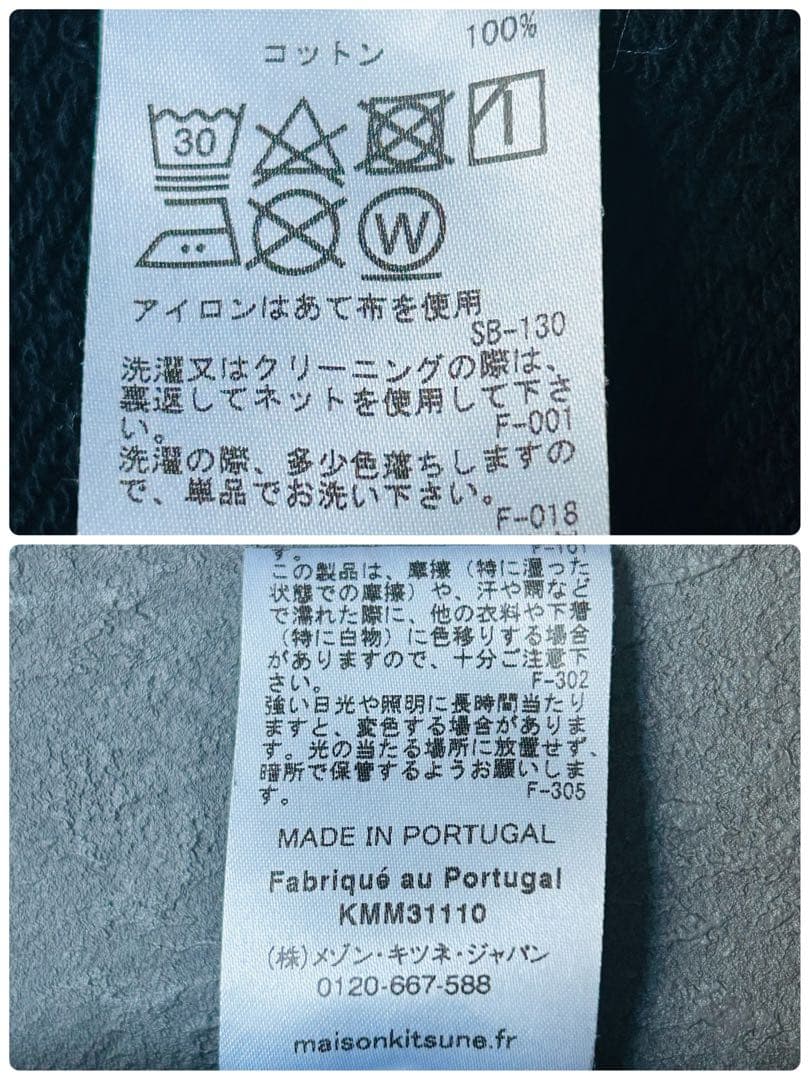 コットン 100%
30
W
アイロンはあて布を使用
SB-130
洗濯又はクリーニングの際は、
裏返してネットを使用して下さ
い。
F-001
洗濯の際、多少色落ちしますの
で、単品でお洗い下さい。
F-018
す。
F-101
この製品は、摩擦（特に湿った
状態での摩擦）や、汗や雨など
で濡れた際に、他の衣料や下着
（特に白物）に色移りする場合
がありますので、十分ご注意下
さい。
F-302
強い日光や照明に長時間当たり
ますと、変色する場合がありま
す。光の当たる場所に放置せず、
暗所で保管するようお願いしま
す。
F-305
MADE IN PORTUGAL
Fabriqué au Portugal
KMM31110
(株)メゾン・キツネ・ジャパン
0120-667-588
maisonkitsune.fr